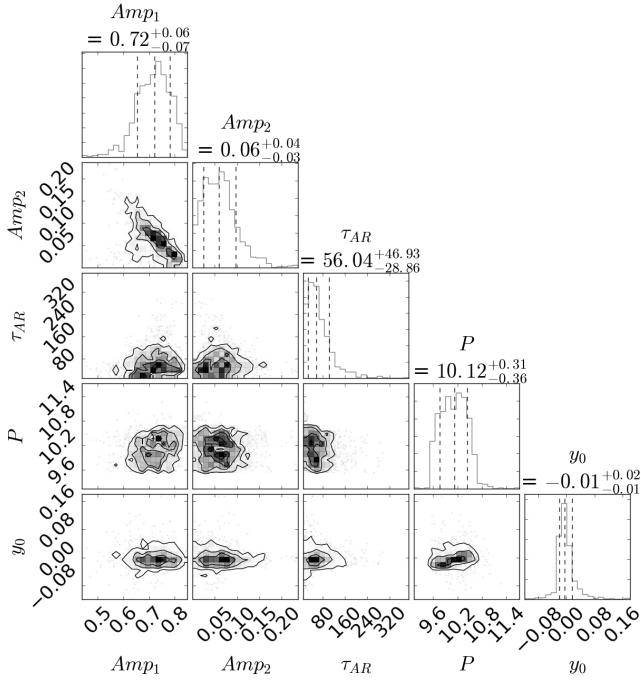 Amp₁
= 0.72 +0.06 −0.07
Amp₂
= 0.06 +0.04 −0.03
τ_AR
= 56.04 +46.93 −28.86
P
= 10.12 +0.31 −0.36
y₀
= −0.01 +0.02 −0.01
Amp₂
0.20
0.15
0.10
0.05
τ_AR
320
240
160
80
P
11.4
10.8
10.2
9.6
y₀
0.16
0.08
0.00
−0.08
0.5 0.6 0.7 0.8
0.05 0.10 0.15 0.20
80 160 240 320
9.6 10.2 10.8 11.4
−0.08 0.00 0.08 0.16
Amp₁ Amp₂ τ_AR P y₀